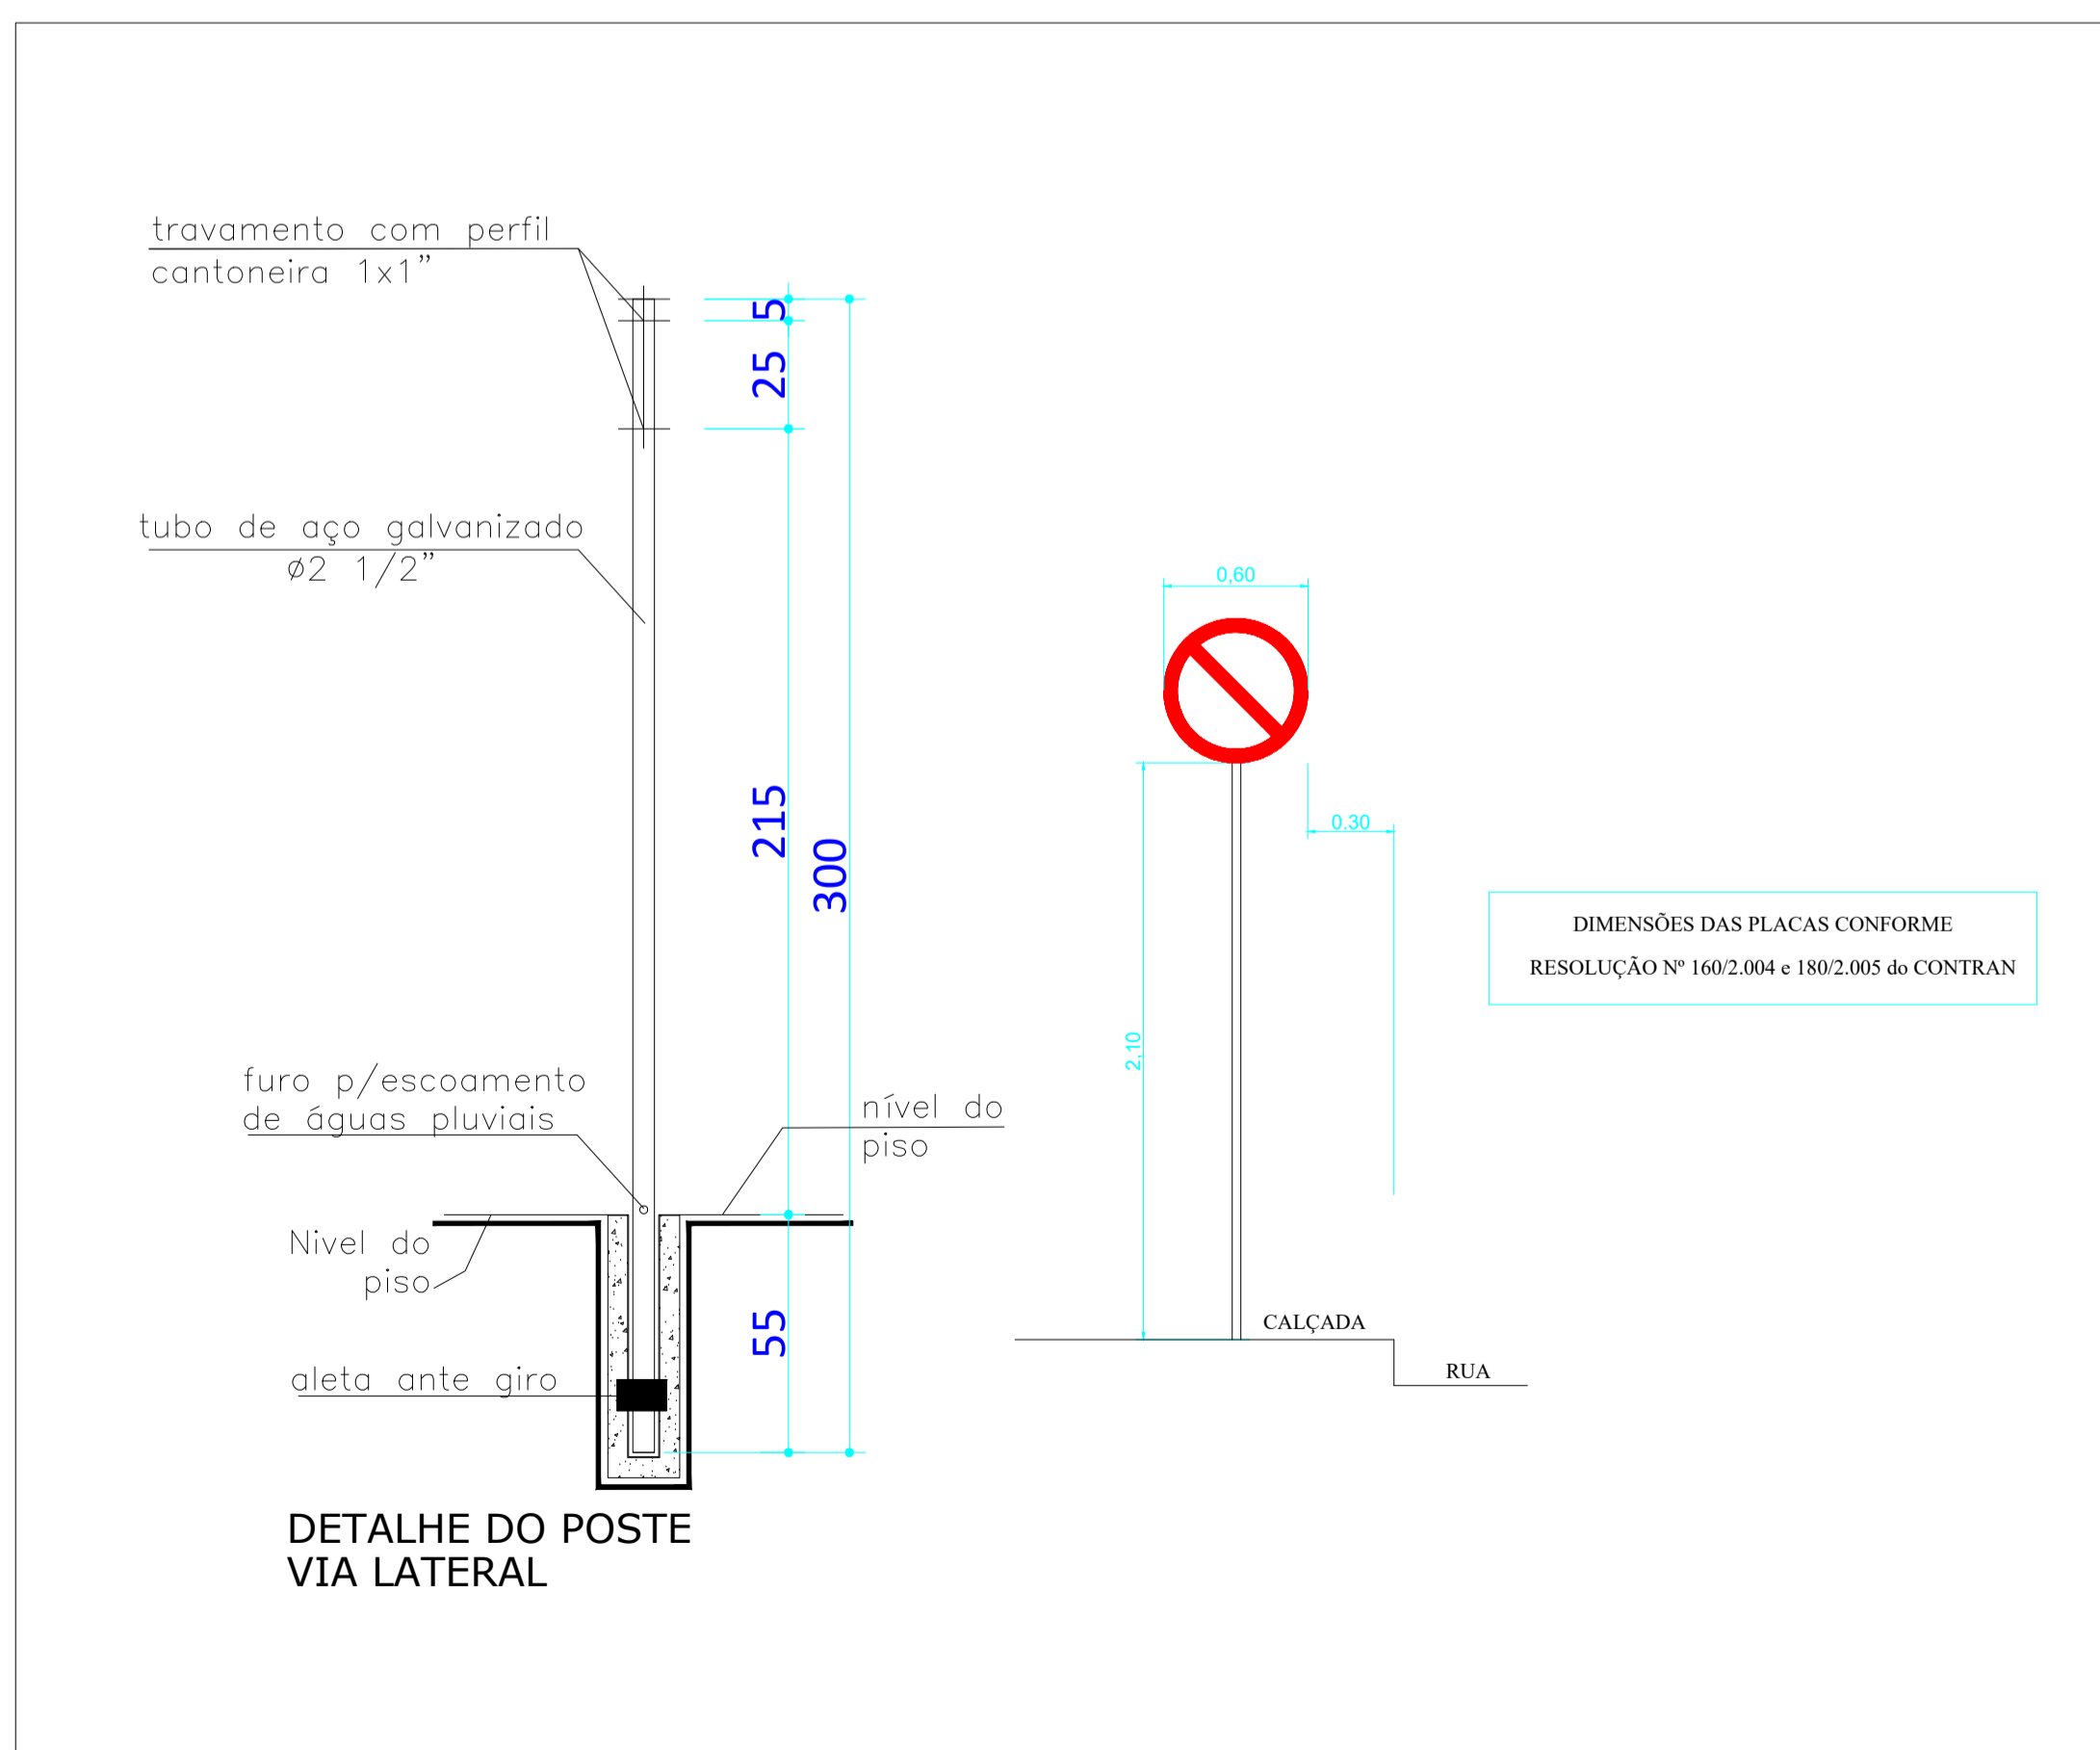 travamento com perfil
cantoneira 1x1”
5
25
tubo de aço galvanizado
ø2 1/2”
215
300
furo p/escoamento
de águas pluviais
nível do
piso
Nivel do
piso
55
aleta ante giro
DETALHE DO POSTE
VIA LATERAL
0,60
0.30
2,10
CALÇADA
RUA
DIMENSÕES DAS PLACAS CONFORME
RESOLUÇÃO Nº 160/2.004 e 180/2.005 do CONTRAN